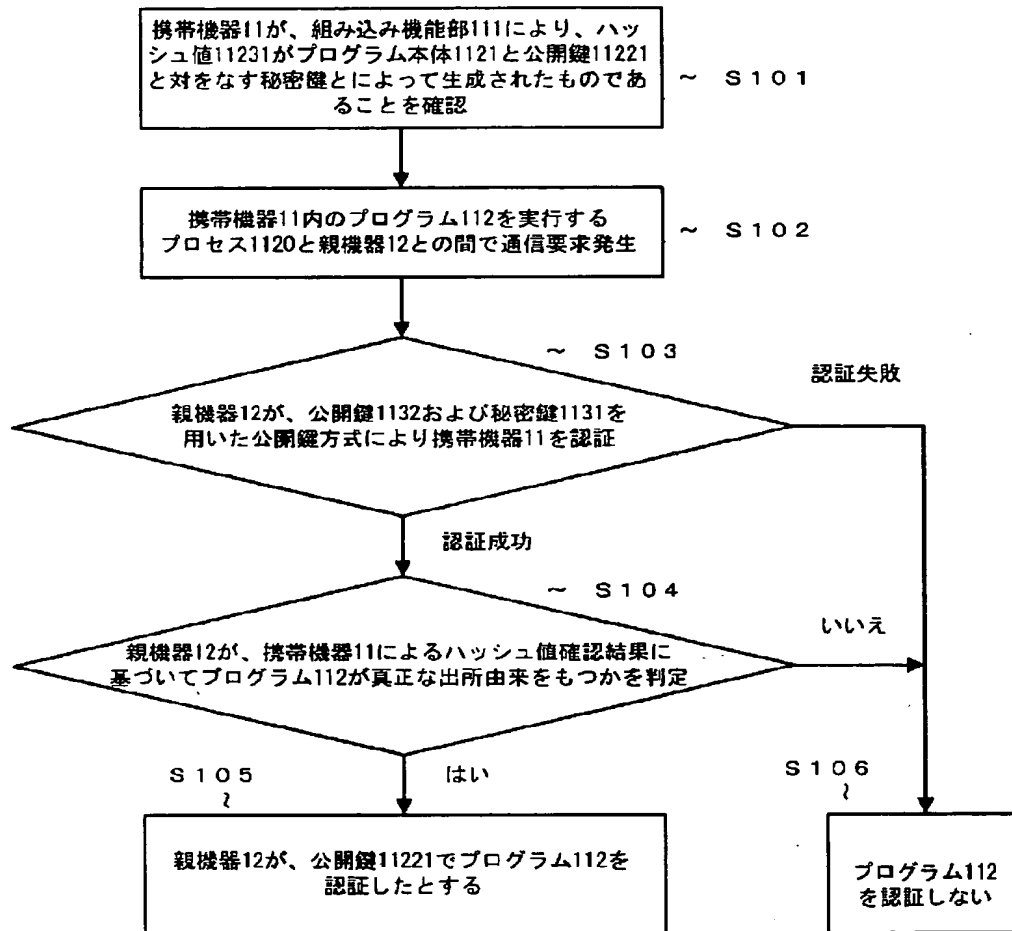 携帯機器11が、組み込み機能部111により、ハッ
シュ値11231がプログラム本体1121と公開鍵11221
と対をなす秘密鍵とによって生成されたものであ
ることを確認
~ S101
携帯機器11内のプログラム112を実行する
プロセス1120と親機器12との間で通信要求発生
~ S102
~ S103
認証失敗
親機器12が、公開鍵1132および秘密鍵1131を
用いた公開鍵方式により携帯機器11を認証
認証成功
~ S104
いいえ
親機器12が、携帯機器11によるハッシュ値確認結果に
基づいてプログラム112が真正な出所由来をもつかを判定
S105
~
はい
S106
~
親機器12が、公開鍵11221でプログラム112を
認証したとする
プログラム112
を認証しない